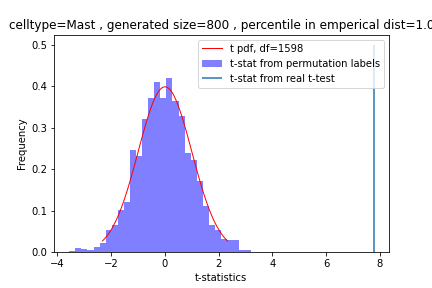 celltype=Mast , generated size=800 , percentile in emperical dist=1.0
t pdf, df=1598
t-stat from permutation labels
t-stat from real t-test
Frequency
0.5
0.4
0.3
0.2
0.1
0.0
−4 −2 0 2 4 6 8
t-statistics